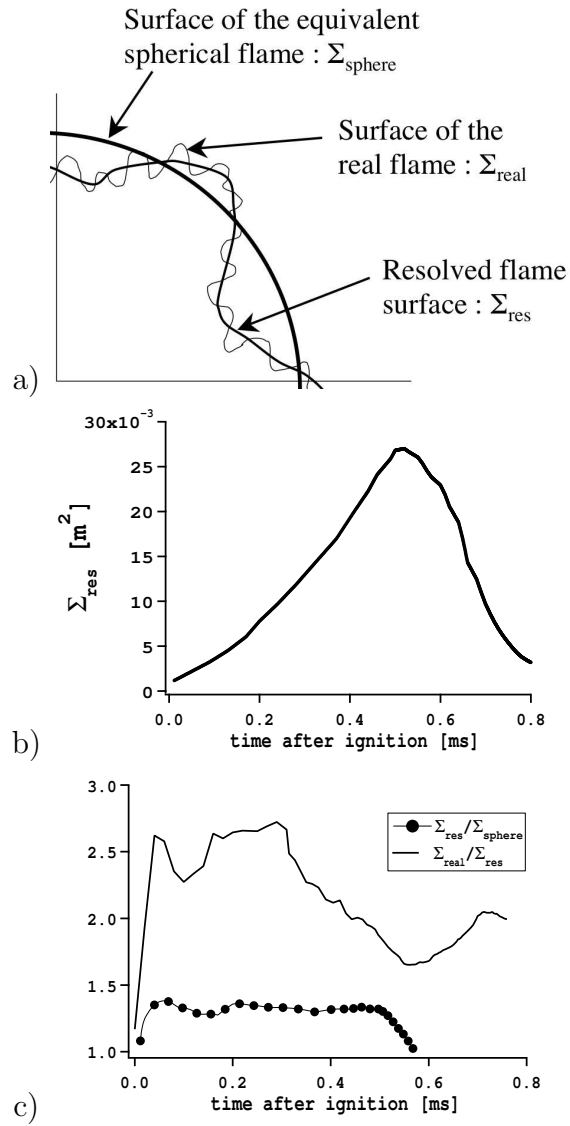 Surface of the equivalent
spherical flame : Σsphere
Surface of the
real flame : Σreal
Resolved flame
surface : Σres
a)
30x10⁻³
25
20
15
10
5
0
Σres [m²]
0.0 0.2 0.4 0.6 0.8
time after ignition [ms]
b)
3.0
2.5
2.0
1.5
1.0
Σres/Σsphere
Σreal/Σres
0.0 0.2 0.4 0.6 0.8
time after ignition [ms]
c)